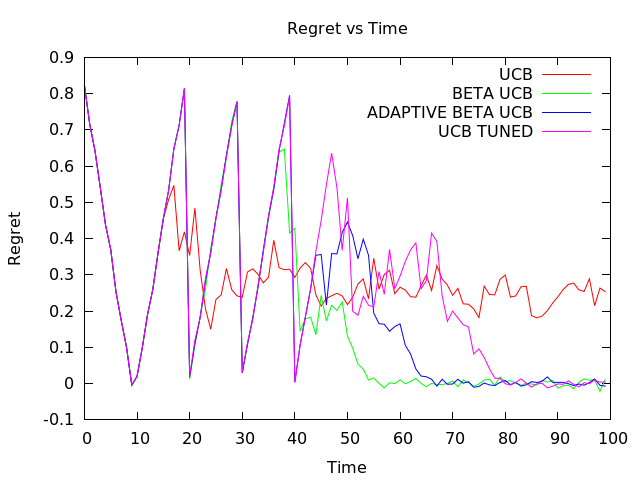 Regret vs Time
0.9
0.8
0.7
0.6
0.5
0.4
0.3
0.2
0.1
0
-0.1
0 10 20 30 40 50 60 70 80 90 100
Regret
Time
UCB
BETA UCB
ADAPTIVE BETA UCB
UCB TUNED